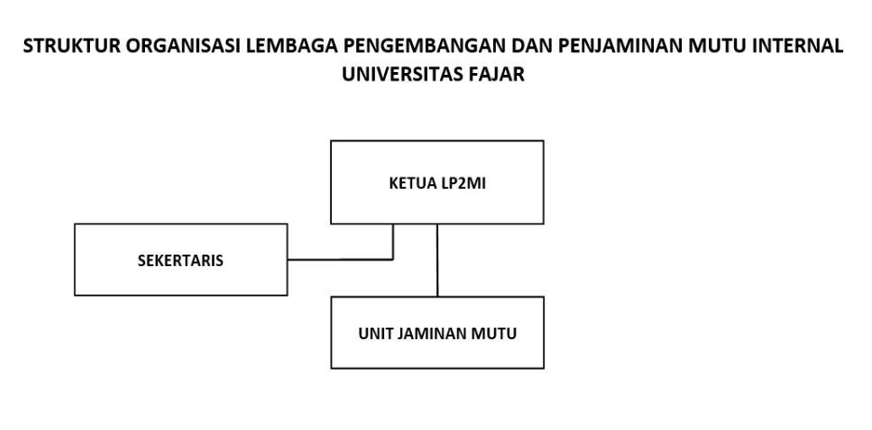 STRUKTUR ORGANISASI LEMBAGA PENGEMBANGAN DAN PENJAMINAN MUTU INTERNAL
UNIVERSITAS FAJAR
KETUA LP2MI
SEKERTARIS
UNIT JAMINAN MUTU